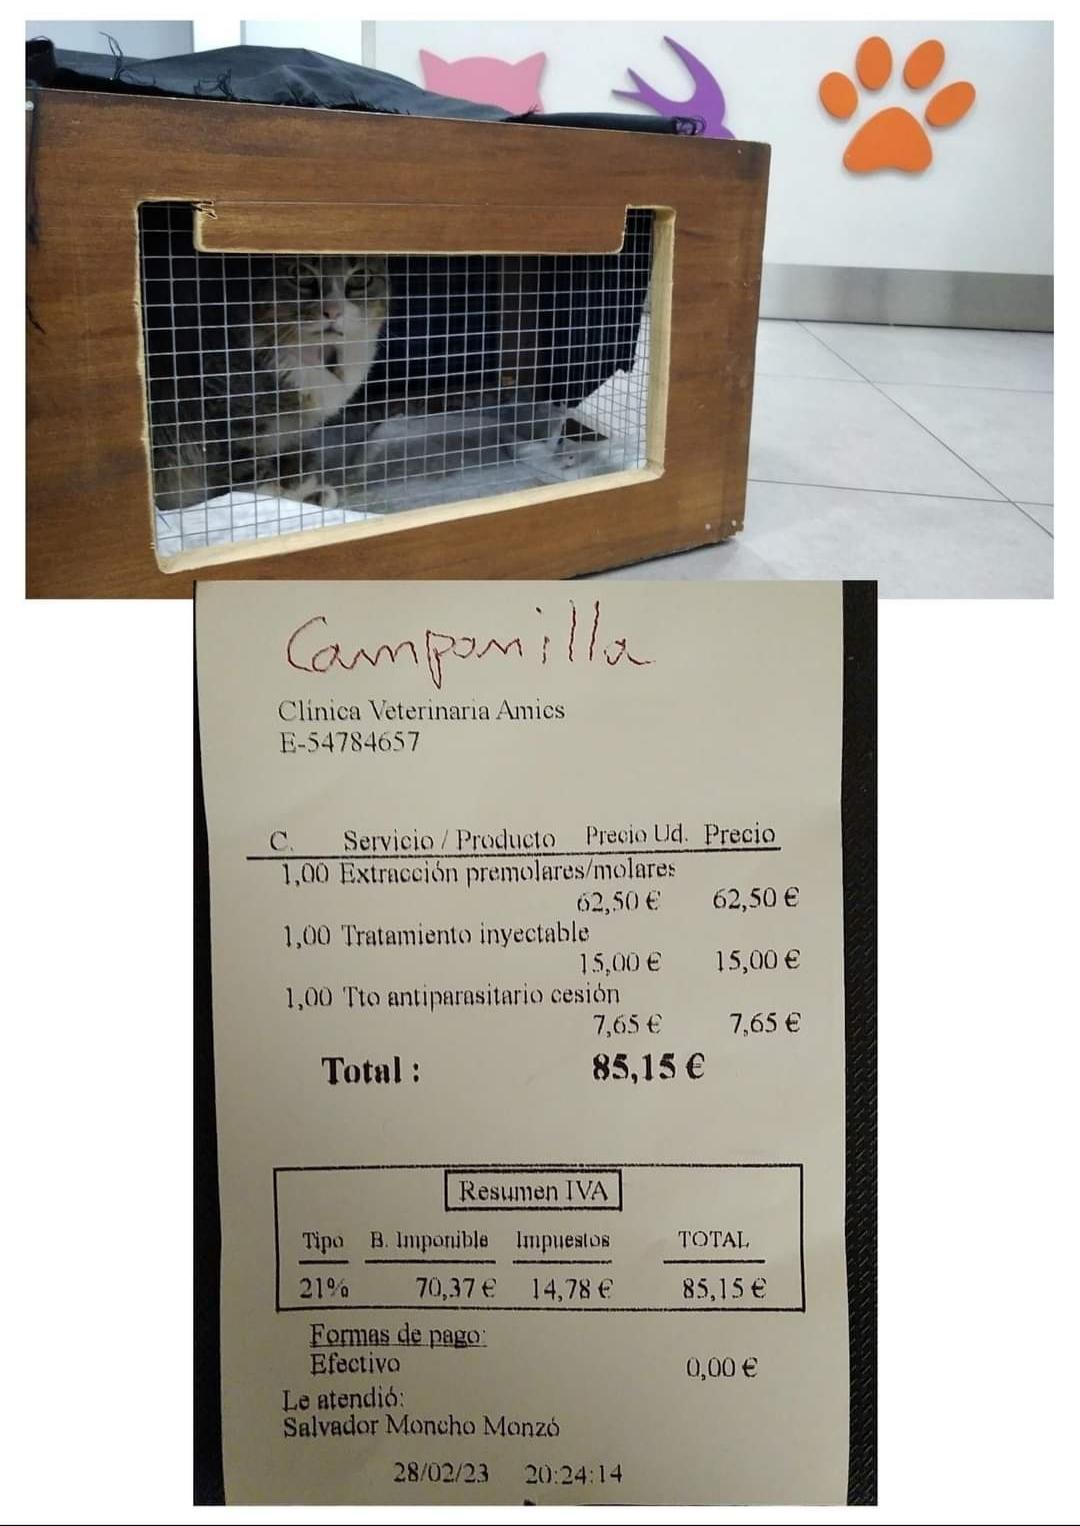 Campanilla
Clínica Veterinaria Amics
E-54784657
C. Servicio / Producto Precio Ud. Precio
1,00 Extracción premolares/molares
62,50 € 62,50 €
1,00 Tratamiento inyectable
15,00 € 15,00 €
1,00 Tto antiparasitario cesión
7,65 € 7,65 €
Total : 85,15 €
Resumen IVA
Tipo B. Imponible Impuestos TOTAL
21% 70,37 € 14,78 € 85,15 €
Formas de pago:
Efectivo 0,00 €
Le atendió:
Salvador Moncho Monzó
28/02/23 20:24:14